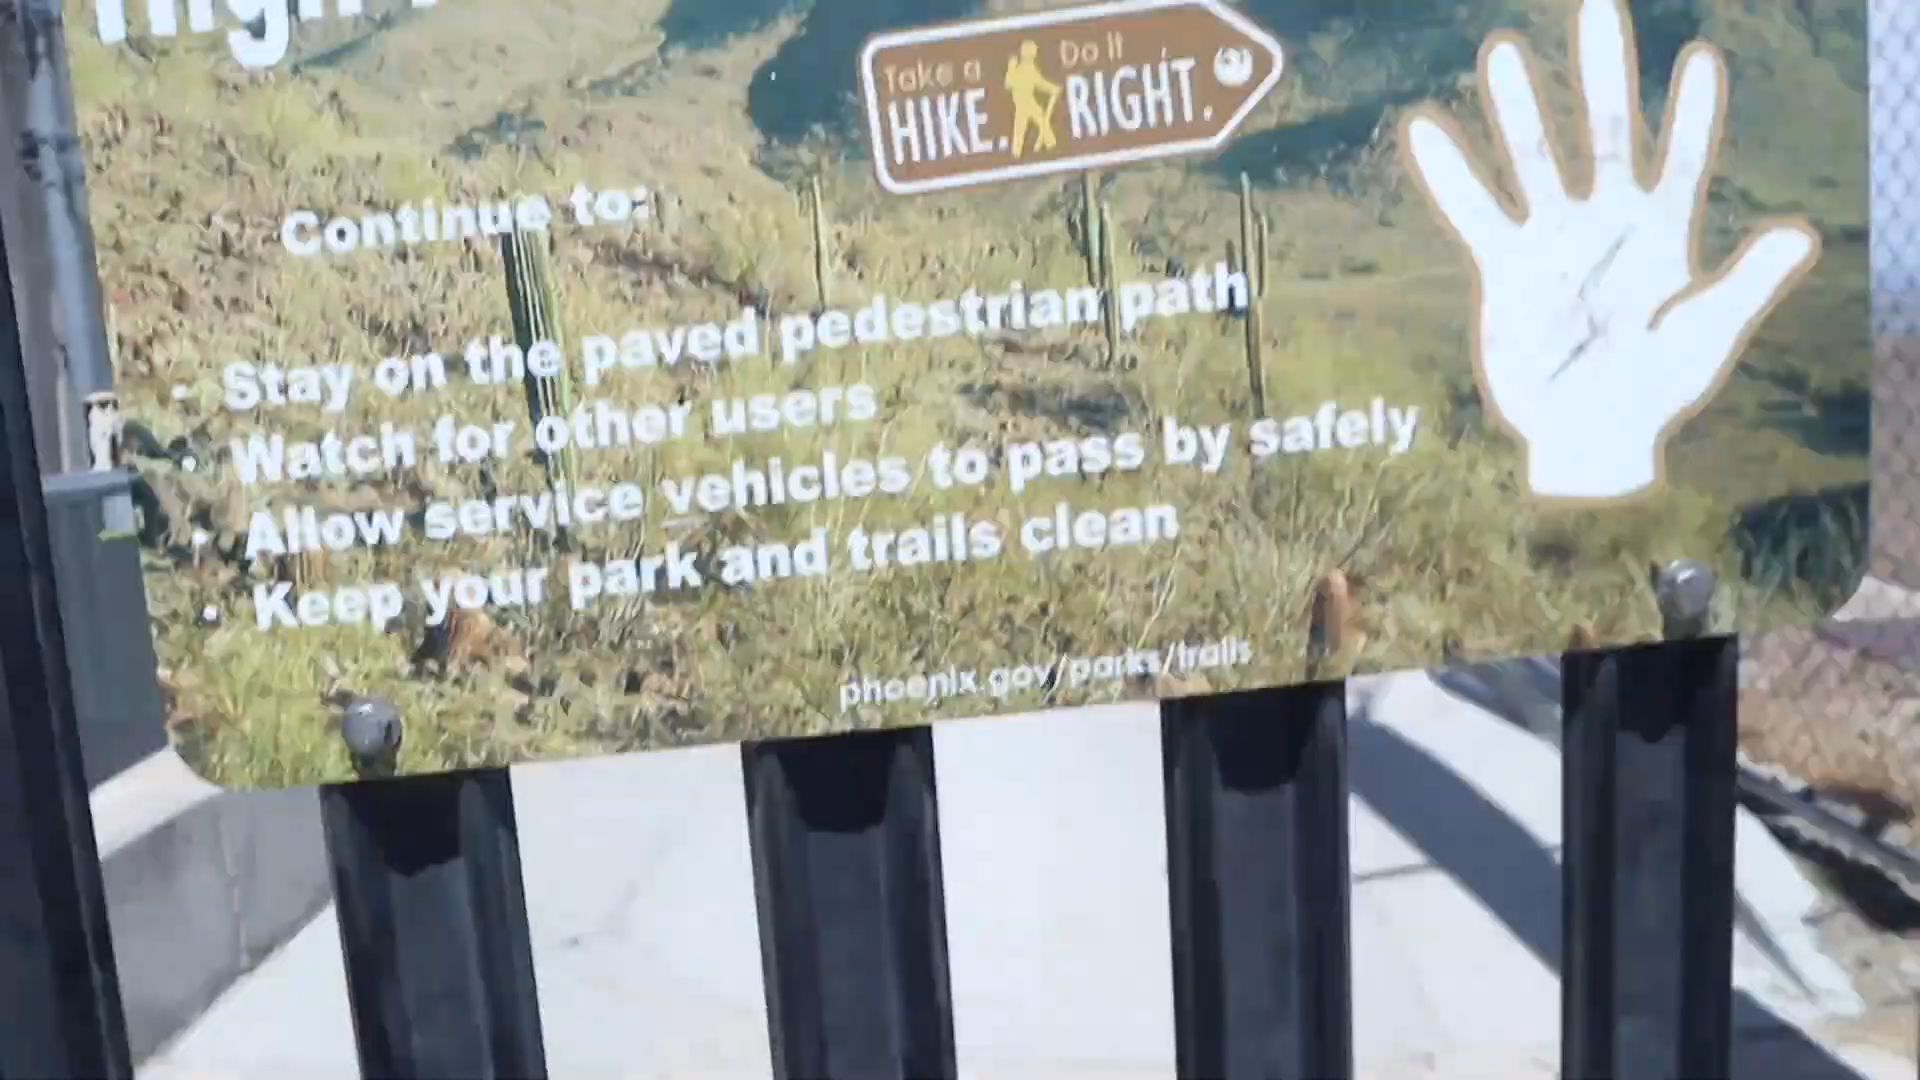 Take a Do it
HIKE. RIGHT.
Continue to:
· Stay on the paved pedestrian path
· Watch for other users
· Allow service vehicles to pass by safely
· Keep your park and trails clean
phoenix.gov/parks/trails